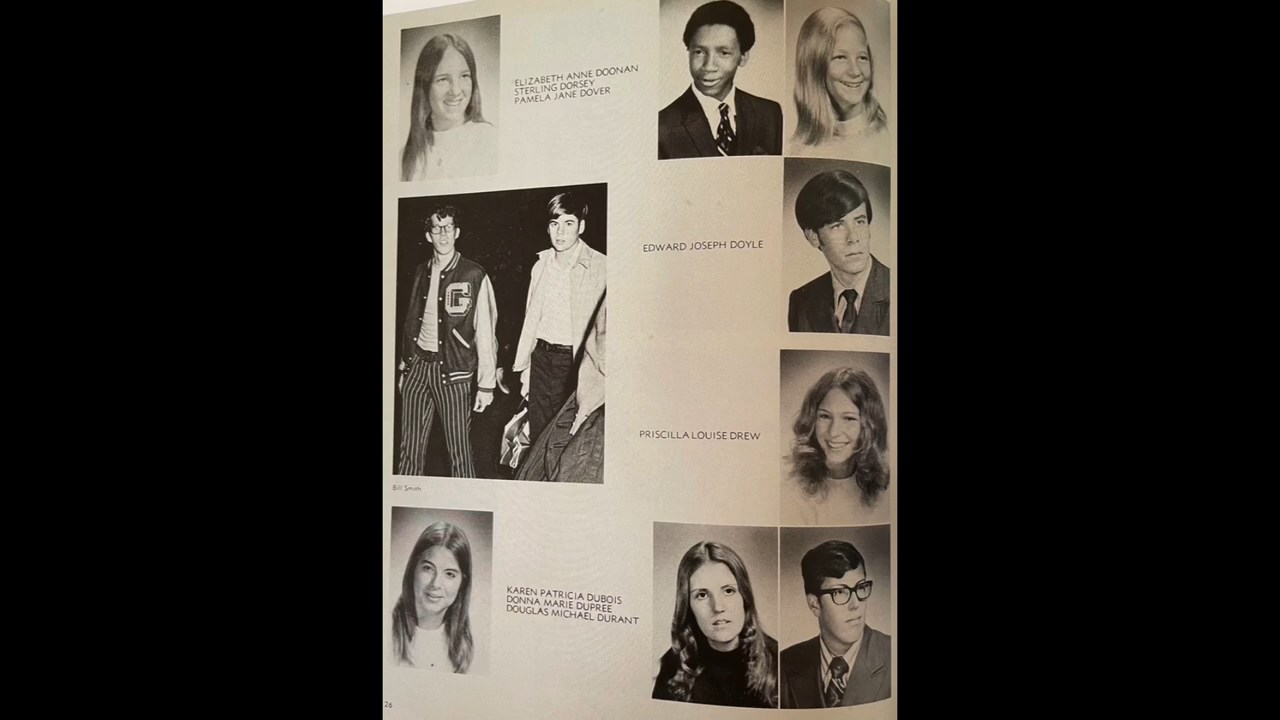 ELIZABETH ANNE DOONAN
STERLING DORSEY
PAMELA JANE DOVER
EDWARD JOSEPH DOYLE
G
PRISCILLA LOUISE DREW
Bill Smith
KAREN PATRICIA DUBOIS
DONNA MARIE DUPREE
DOUGLAS MICHAEL DURANT
26